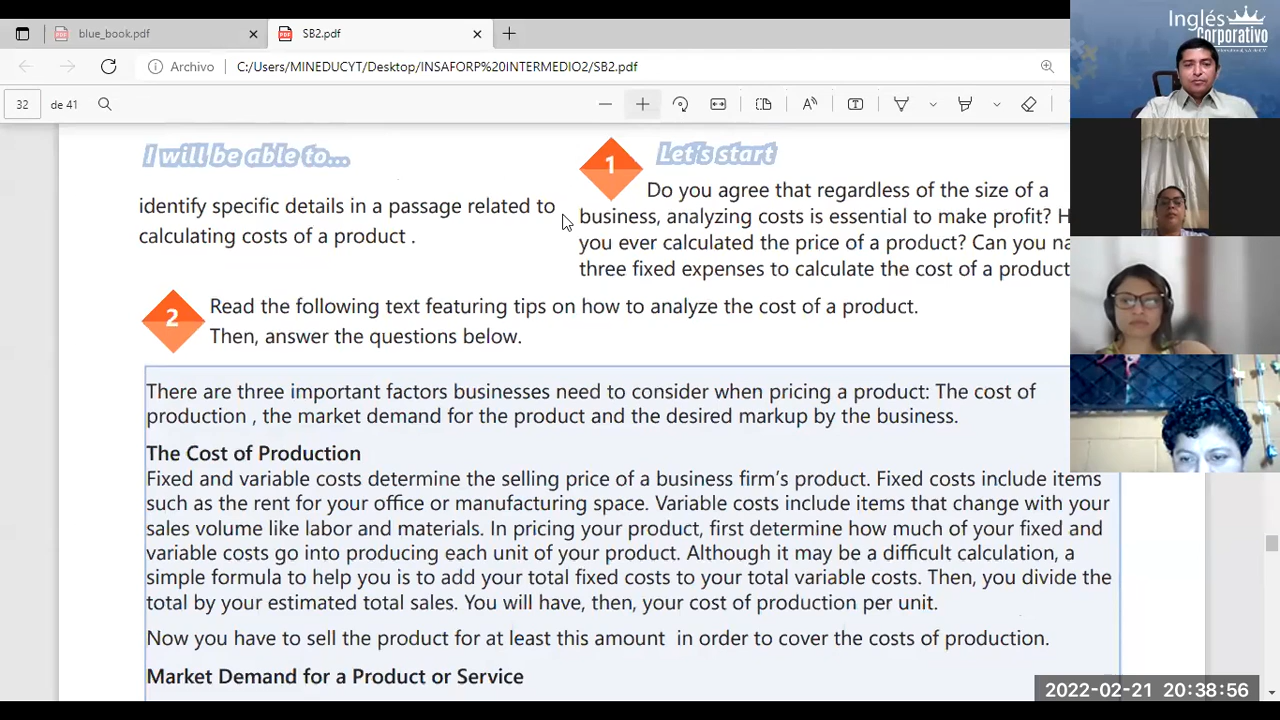 blue_book.pdf
SB2.pdf
Archivo
C:/Users/MINEDUCYT/Desktop/INSAFORP%20INTERMEDIO2/SB2.pdf
32
de 41
Inglés
Corporativo
I will be able to...
identify specific details in a passage related to
calculating costs of a product .
1
Let's start
Do you agree that regardless of the size of a
business, analyzing costs is essential to make profit? H
you ever calculated the price of a product? Can you na
three fixed expenses to calculate the cost of a product
2
Read the following text featuring tips on how to analyze the cost of a product.
Then, answer the questions below.
There are three important factors businesses need to consider when pricing a product: The cost of
production , the market demand for the product and the desired markup by the business.
The Cost of Production
Fixed and variable costs determine the selling price of a business firm's product. Fixed costs include items
such as the rent for your office or manufacturing space. Variable costs include items that change with your
sales volume like labor and materials. In pricing your product, first determine how much of your fixed and
variable costs go into producing each unit of your product. Although it may be a difficult calculation, a
simple formula to help you is to add your total fixed costs to your total variable costs. Then, you divide the
total by your estimated total sales. You will have, then, your cost of production per unit.
Now you have to sell the product for at least this amount in order to cover the costs of production.
Market Demand for a Product or Service
2022-02-21 20:38:56